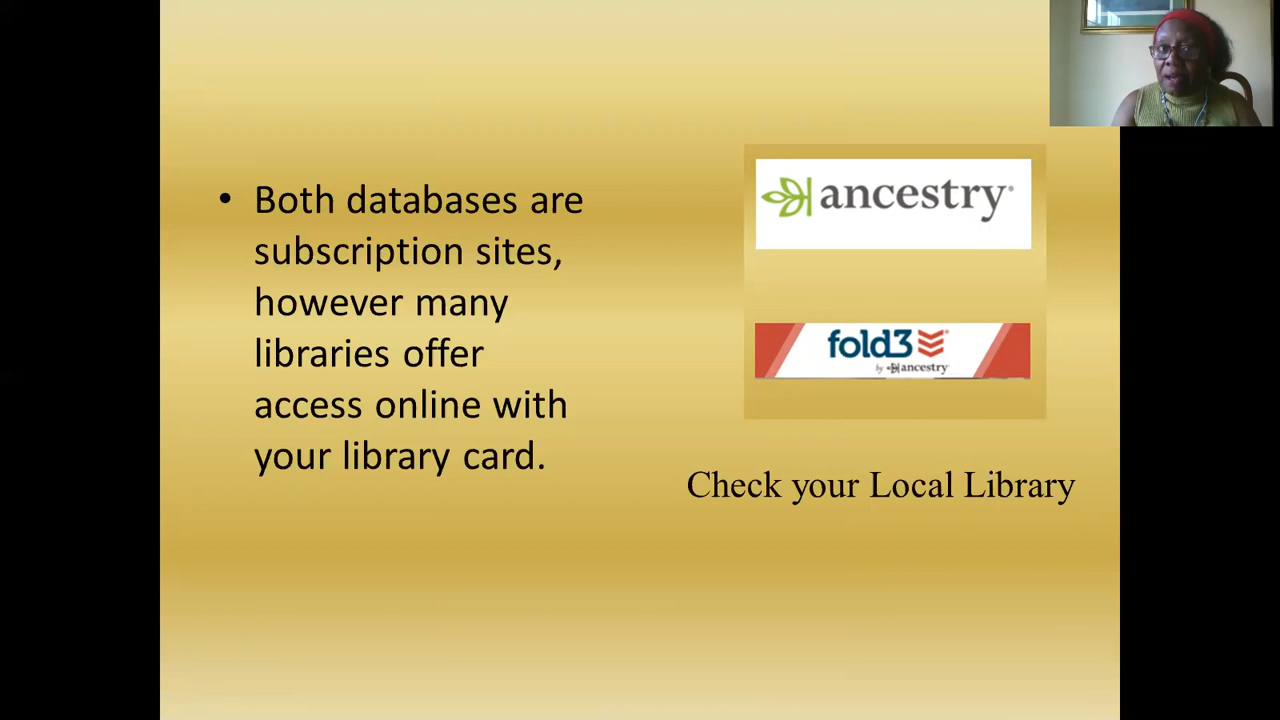 • Both databases are
subscription sites,
however many
libraries offer
access online with
your library card.
ancestry®
fold3®
by ancestry
Check your Local Library